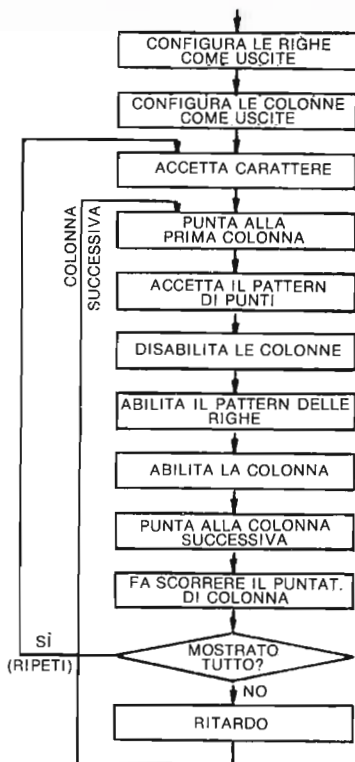 CONFIGURA LE RIGHE
COME USCITE
CONFIGURA LE COLONNE
COME USCITE
ACCETTA CARATTERE
COLONNA
SUCCESSIVA
PUNTA ALLA
PRIMA COLONNA
ACCETTA IL PATTERN
DI PUNTI
DISABILITA LE COLONNE
ABILITA IL PATTERN DELLE
RIGHE
ABILITA LA COLONNA
PUNTA ALLA COLONNA
SUCCESSIVA
FA SCORRERE IL PUNTAT.
DI COLONNA
MOSTRATO
TUTTO?
SÌ
(RIPETI)
NO
RITARDO